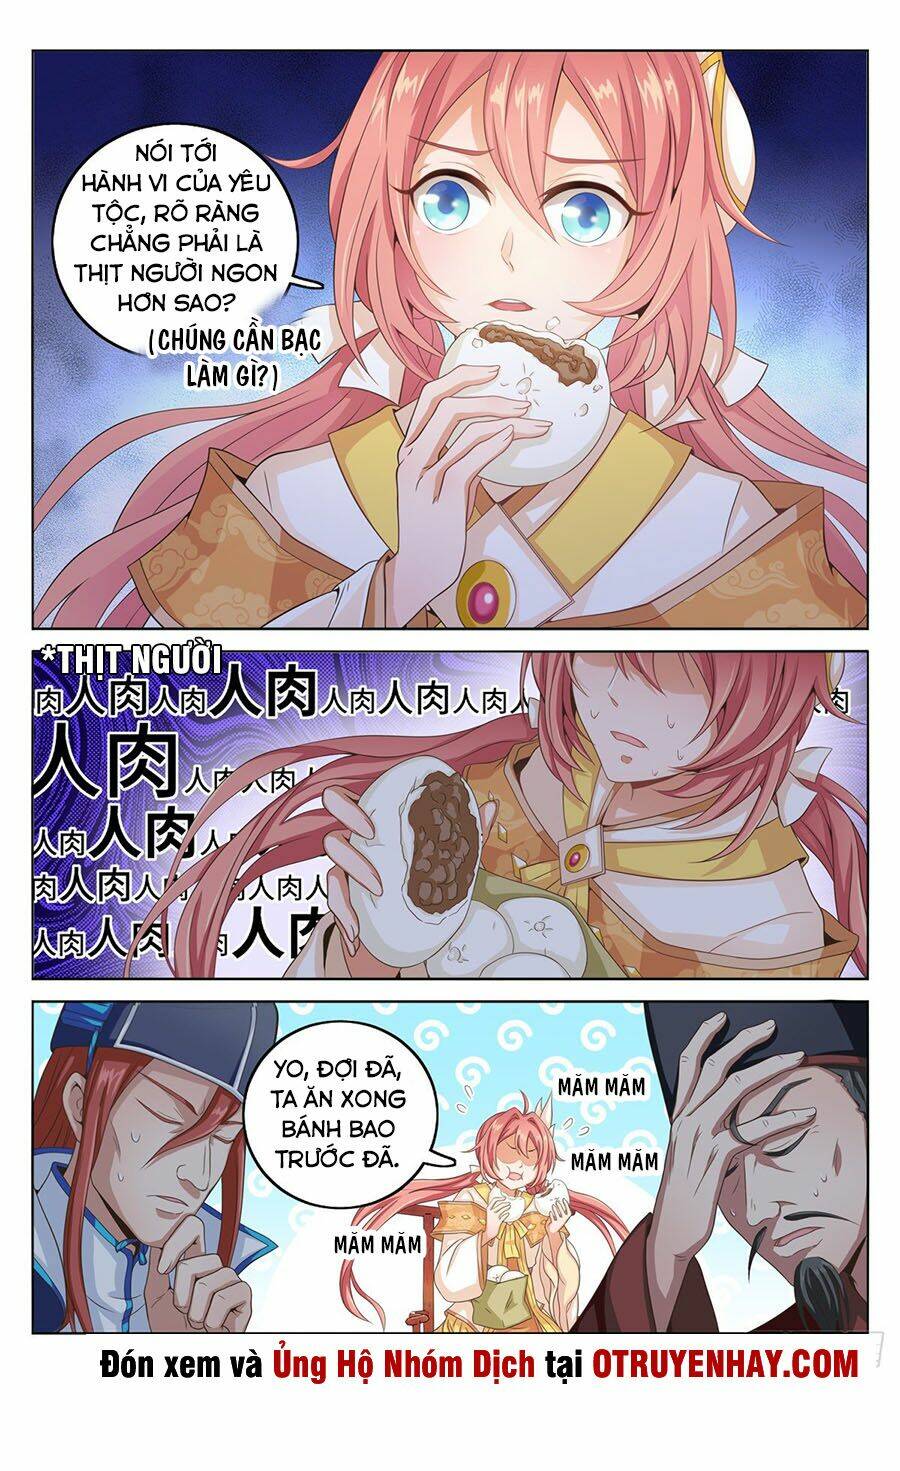 NÓI TỚI
HÀNH VI CỦA YÊU
TỘC, RÕ RÀNG
CHẲNG PHẢI LÀ
THỊT NGƯỜI NGON
HƠN SAO?
(CHÚNG CẦN BẠC
LÀM GÌ?)
*THỊT NGƯỜI
肉人肉人肉人肉人肉人肉人肉 肉
人肉人肉人肉
人肉人肉人
肉人肉人肉人肉人
人肉人肉 肉人肉
YO, ĐỢI ĐÃ,
TA ĂN XONG
BÁNH BAO
TRƯỚC ĐÃ.
MĂM MĂM
MĂM MĂM
MĂM MĂM
Đón xem và Ủng Hộ Nhóm Dịch tại OTRUYENHAY.COM